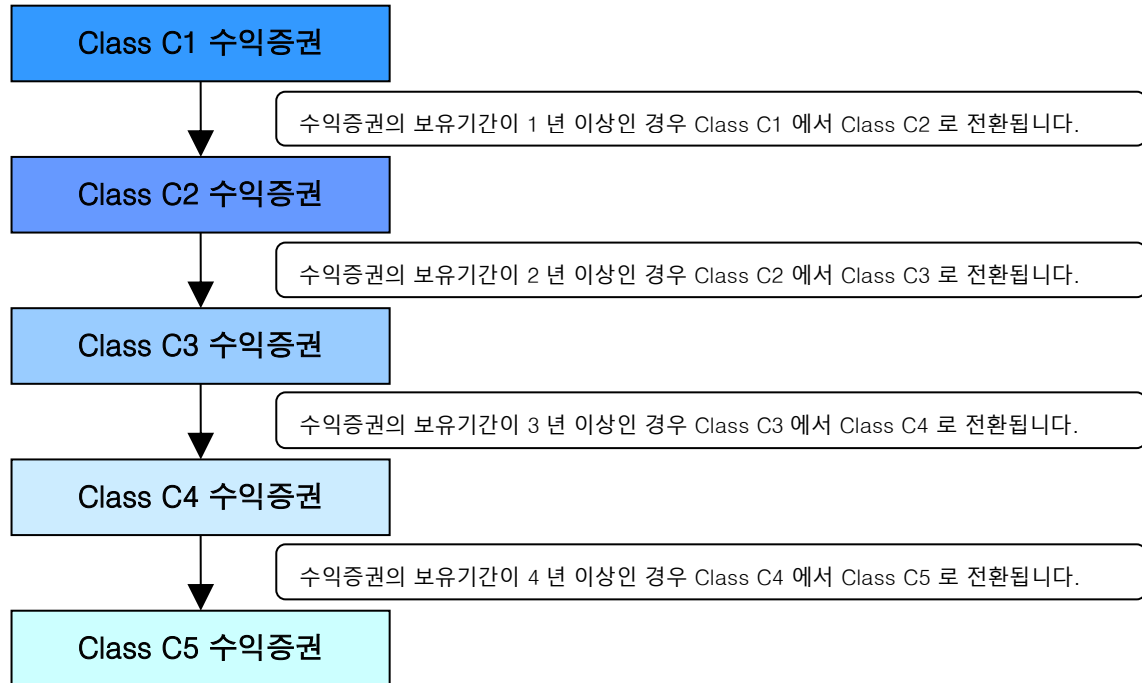 Class C1 수익증권
수익증권의 보유기간이 1 년 이상인 경우 Class C1 에서 Class C2 로 전환됩니다.
Class C2 수익증권
수익증권의 보유기간이 2 년 이상인 경우 Class C2 에서 Class C3 로 전환됩니다.
Class C3 수익증권
수익증권의 보유기간이 3 년 이상인 경우 Class C3 에서 Class C4 로 전환됩니다.
Class C4 수익증권
수익증권의 보유기간이 4 년 이상인 경우 Class C4 에서 Class C5 로 전환됩니다.
Class C5 수익증권